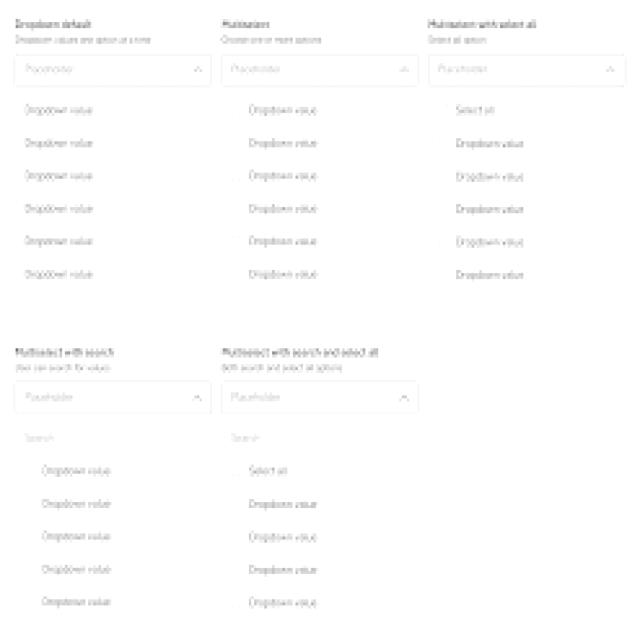 Dropdown default
Dropdown values one option at a time
Placeholder
Dropdown value
Dropdown value
Dropdown value
Dropdown value
Dropdown value
Dropdown value
Multiselect
Choose one or more options
Placeholder
Dropdown value
Dropdown value
Dropdown value
Dropdown value
Dropdown value
Dropdown value
Multiselect with select all
Select all option
Placeholder
Select all
Dropdown value
Dropdown value
Dropdown value
Dropdown value
Dropdown value
Multiselect with search
User can search for values
Placeholder
Search
Dropdown value
Dropdown value
Dropdown value
Dropdown value
Dropdown value
Multiselect with search and select all
Both search and select all options
Placeholder
Search
Select all
Dropdown value
Dropdown value
Dropdown value
Dropdown value